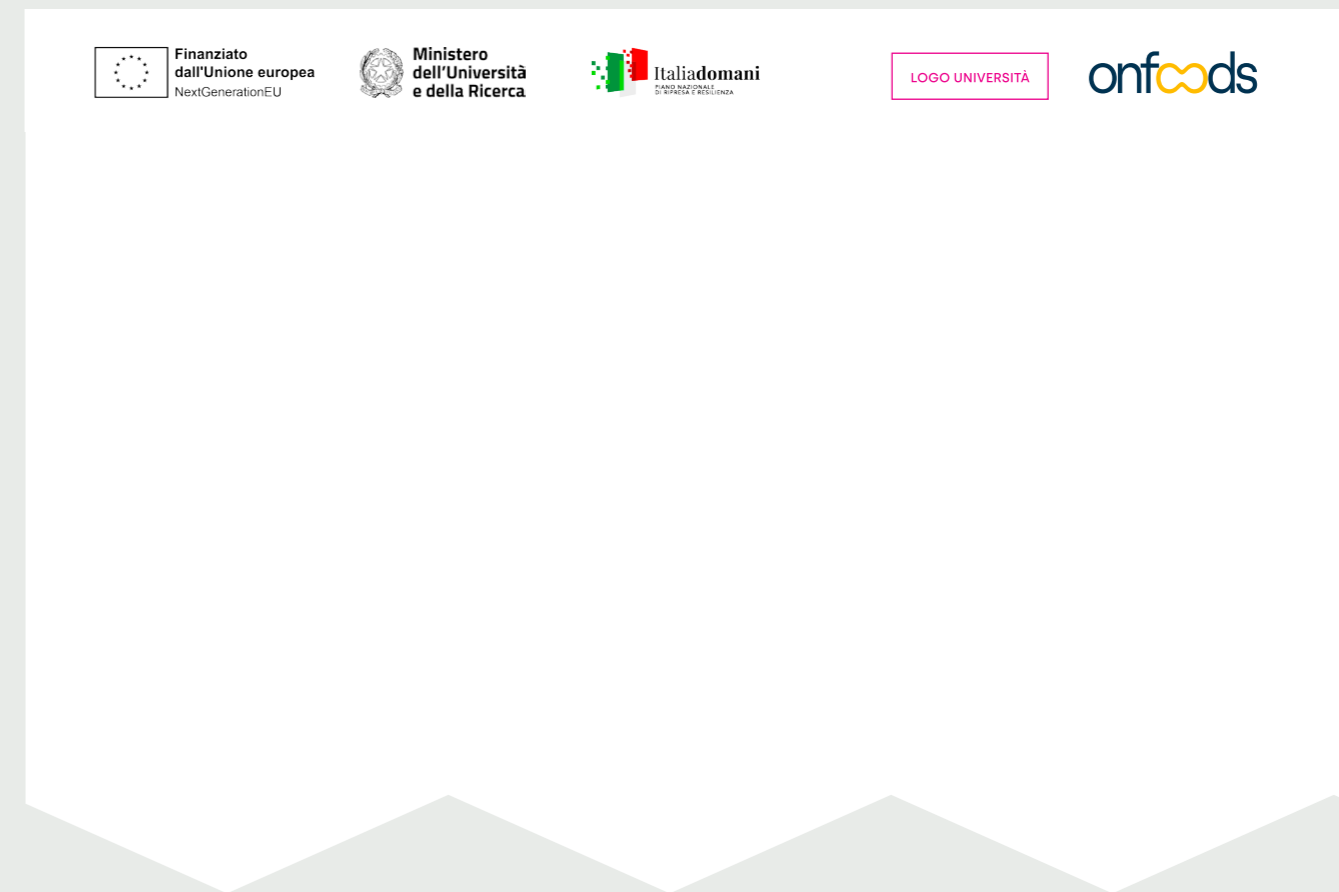 Finanziato
dall'Unione europea
NextGenerationEU
Ministero
dell'Università
e della Ricerca
Italiadomani
PIANO NAZIONALE
DI RIPRESA E RESILIENZA
LOGO UNIVERSITÀ
onfoods